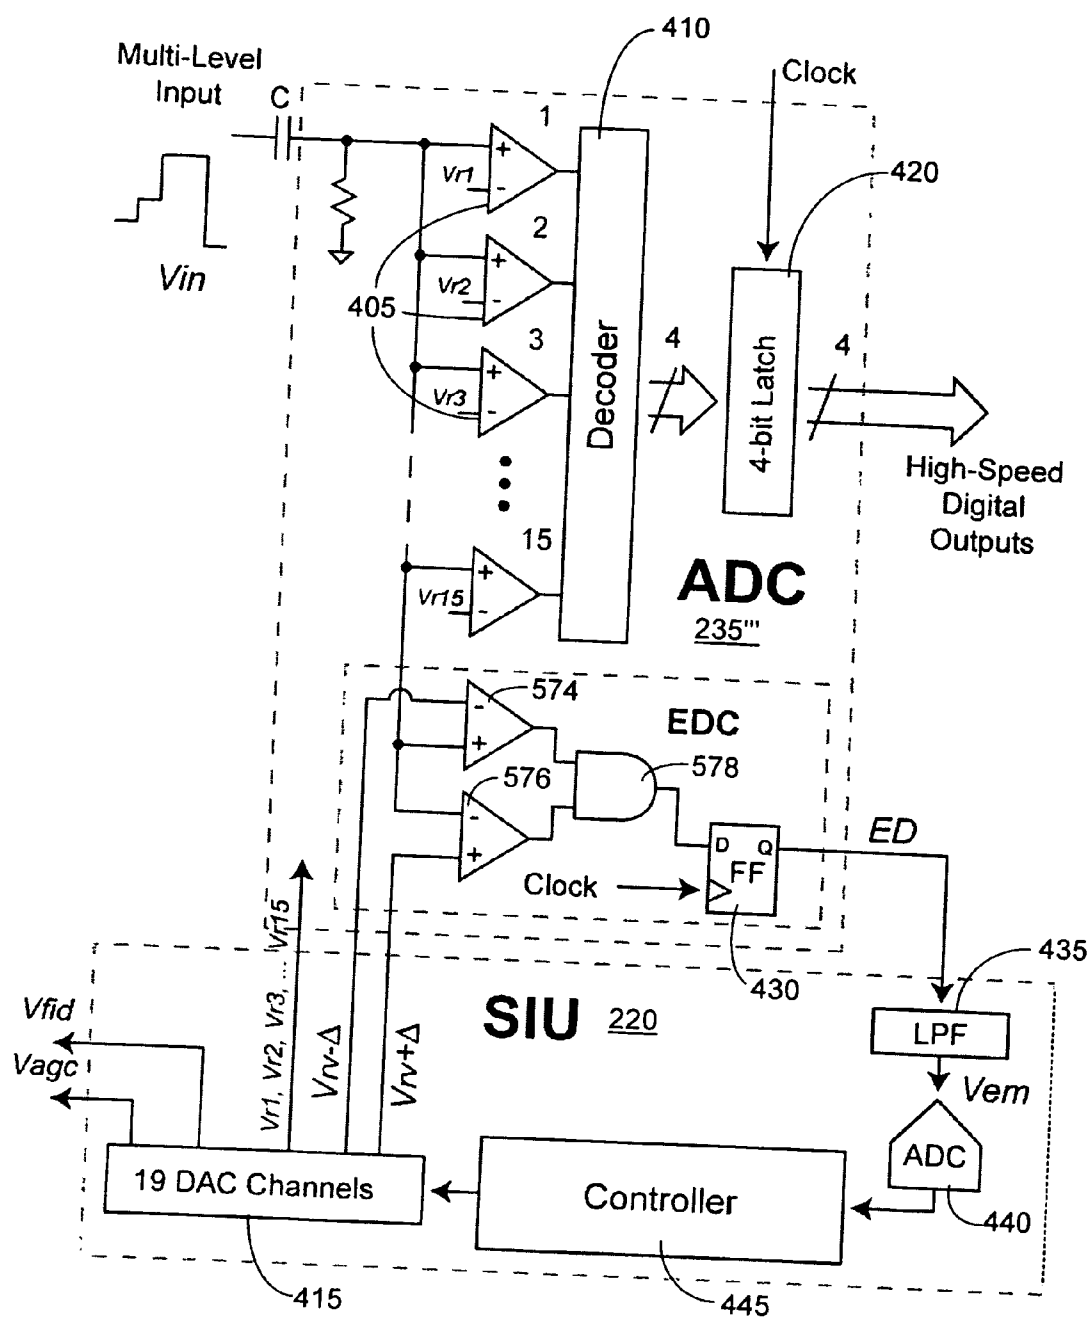 410
Multi-Level
Input
C
Clock
1
+
Vr1
-
420
2
+
Vr2
-
Vin
405
3
+
Vr3
-
Decoder
4
4-bit Latch
4
High-Speed
Digital
Outputs
15
+
Vr15
-
ADC
235'''
574
-
+
EDC
576
-
+
578
D Q
FF
Clock
ED
430
435
SIU 220
Vfid
Vagc
Vr1, Vr2, Vr3, ... Vr15
Vrv-Δ
Vrv+Δ
LPF
Vem
ADC
440
19 DAC Channels
Controller
415
445